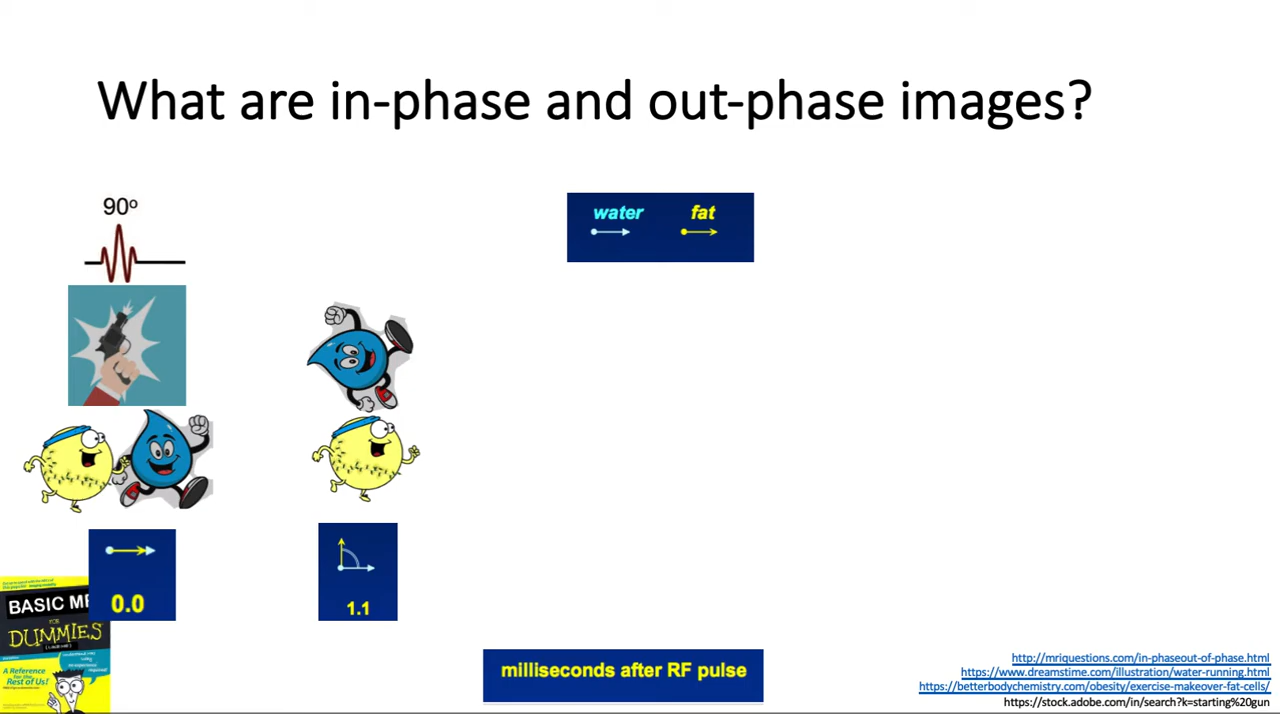 What are in-phase and out-phase images?
90º
water fat
0.0
1.1
BASIC MR
FOR
DUMMIES
A Reference
for the
Rest of Us!
milliseconds after RF pulse
http://mriquestions.com/in-phaseout-of-phase.html
https://www.dreamstime.com/illustration/water-running.html
https://betterbodychemistry.com/obesity/exercise-makeover-fat-cells/
https://stock.adobe.com/in/search?k=starting%20gun